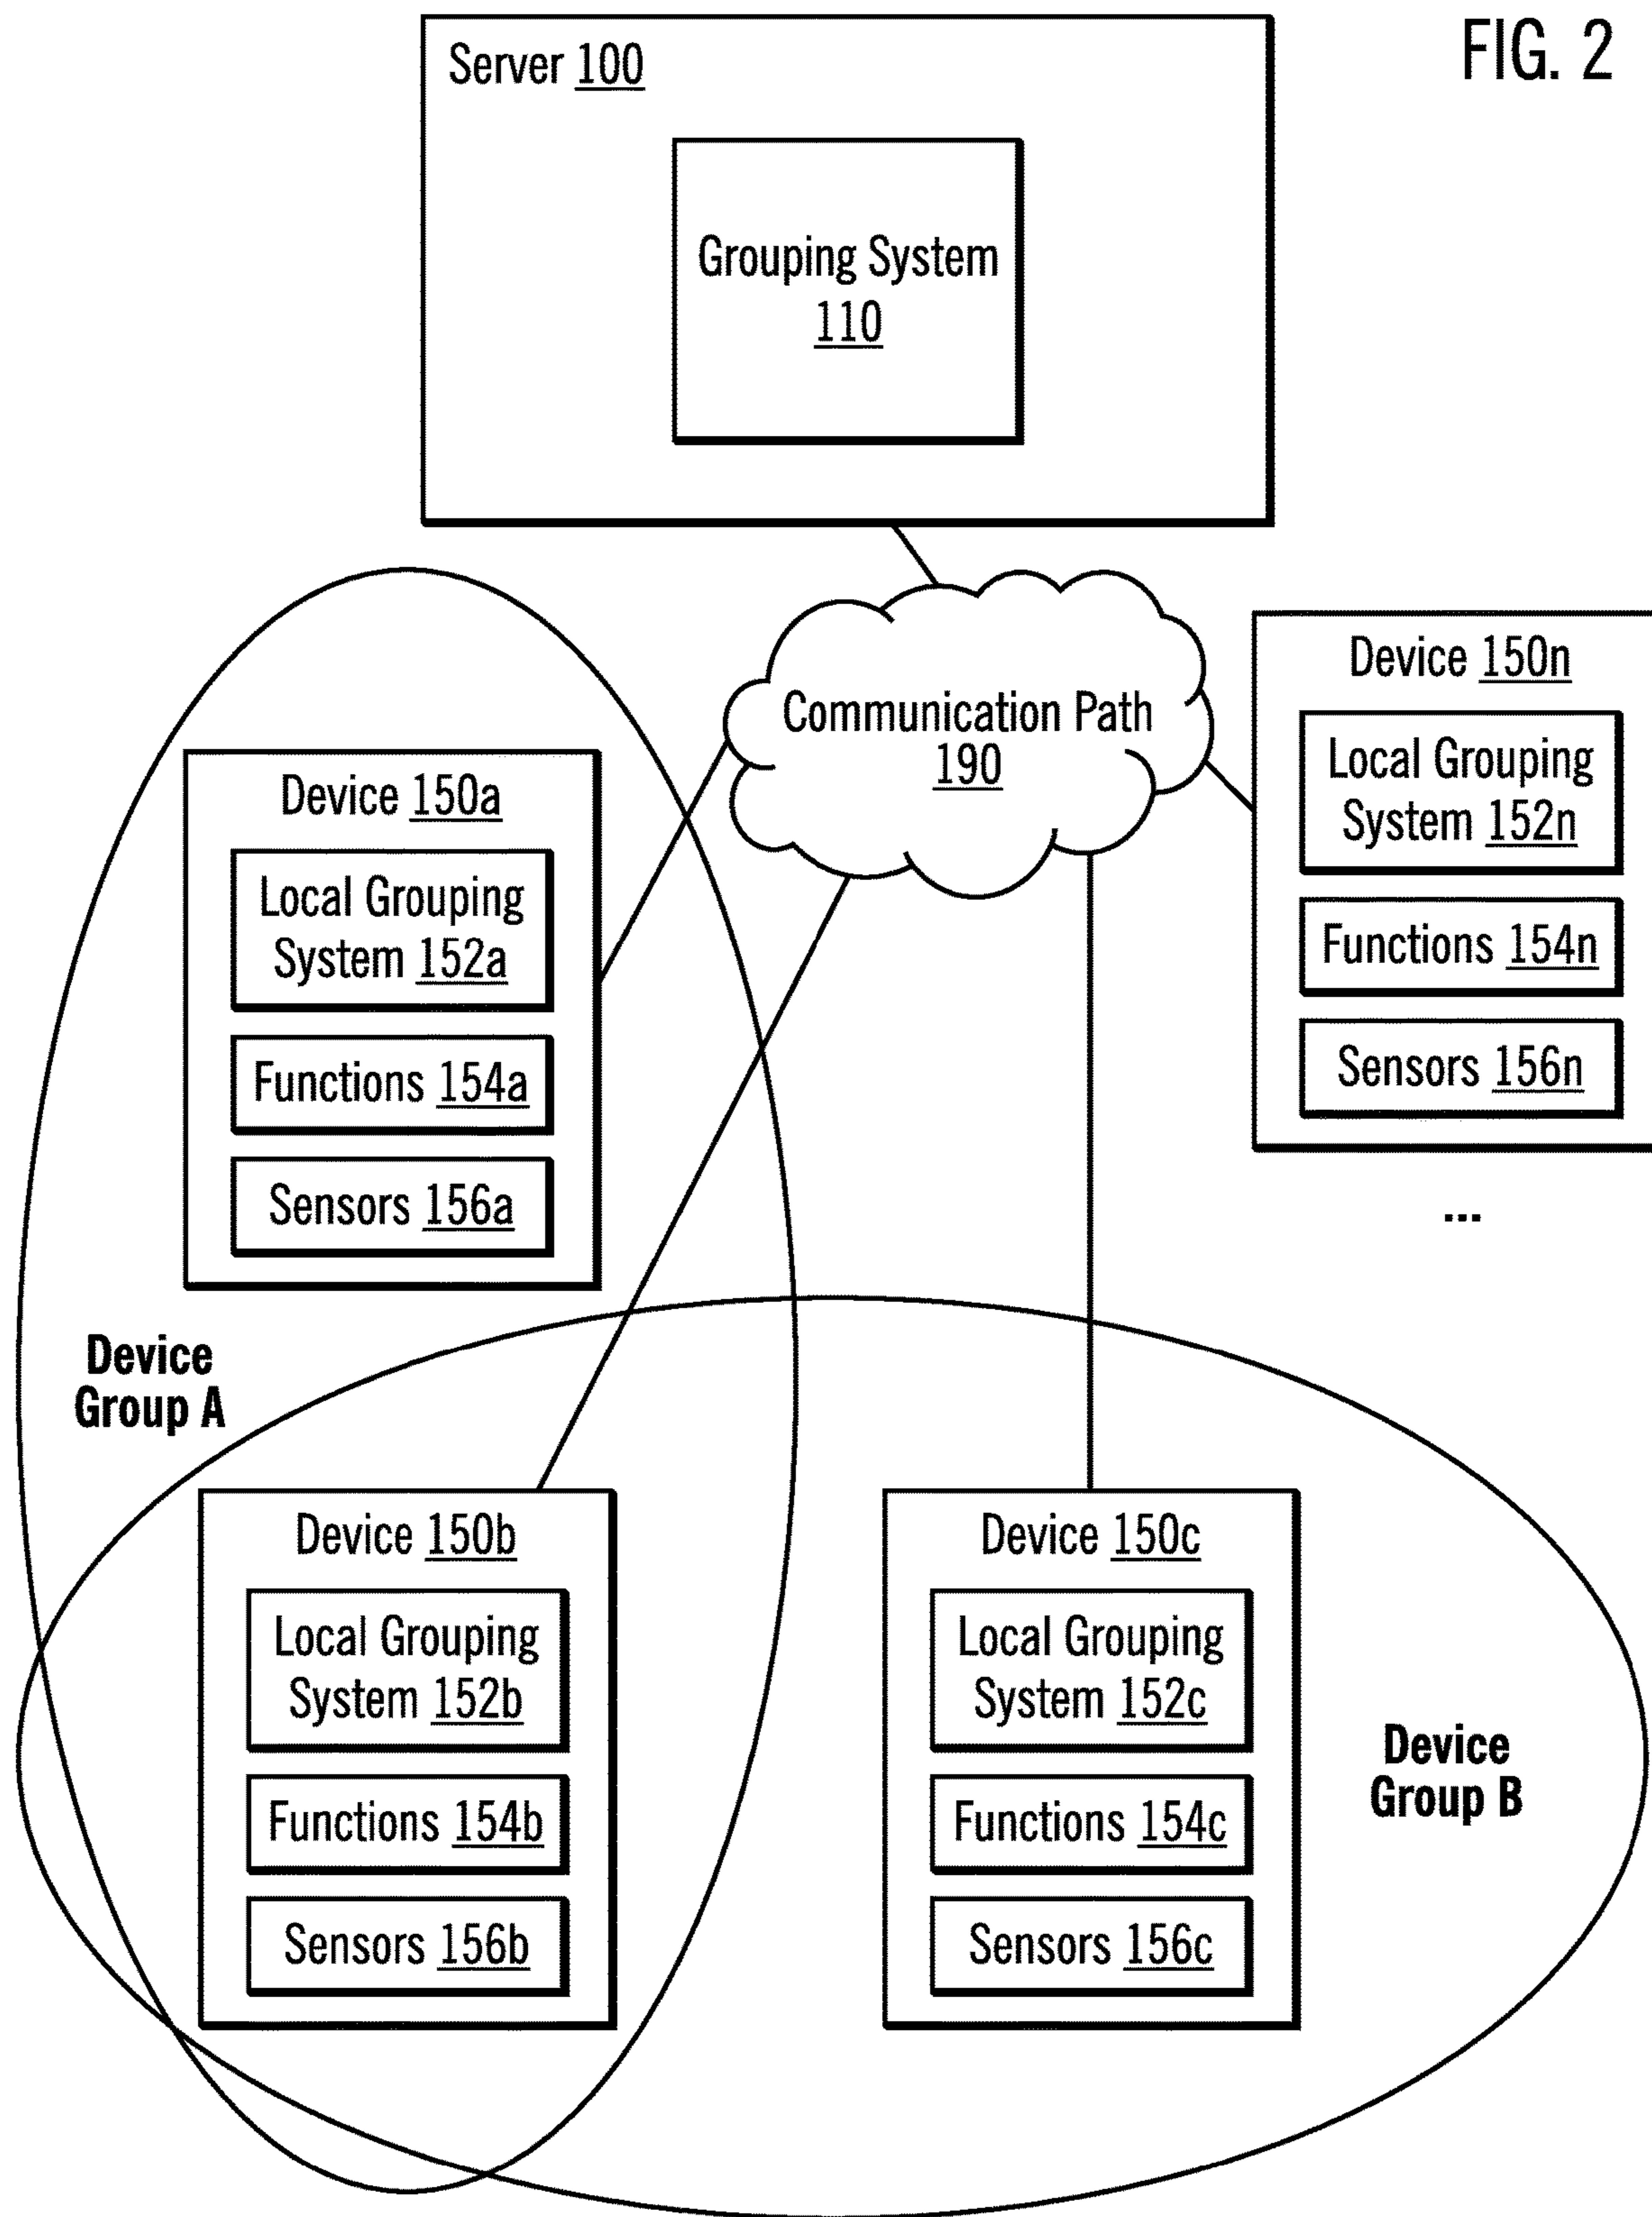 FIG. 2
Server 100
Grouping System
110
Communication Path
190
Device 150n
Local Grouping
System 152n
Functions 154n
Sensors 156n
...
Device 150a
Local Grouping
System 152a
Functions 154a
Sensors 156a
Device
Group A
Device 150b
Local Grouping
System 152b
Functions 154b
Sensors 156b
Device 150c
Local Grouping
System 152c
Functions 154c
Sensors 156c
Device
Group B